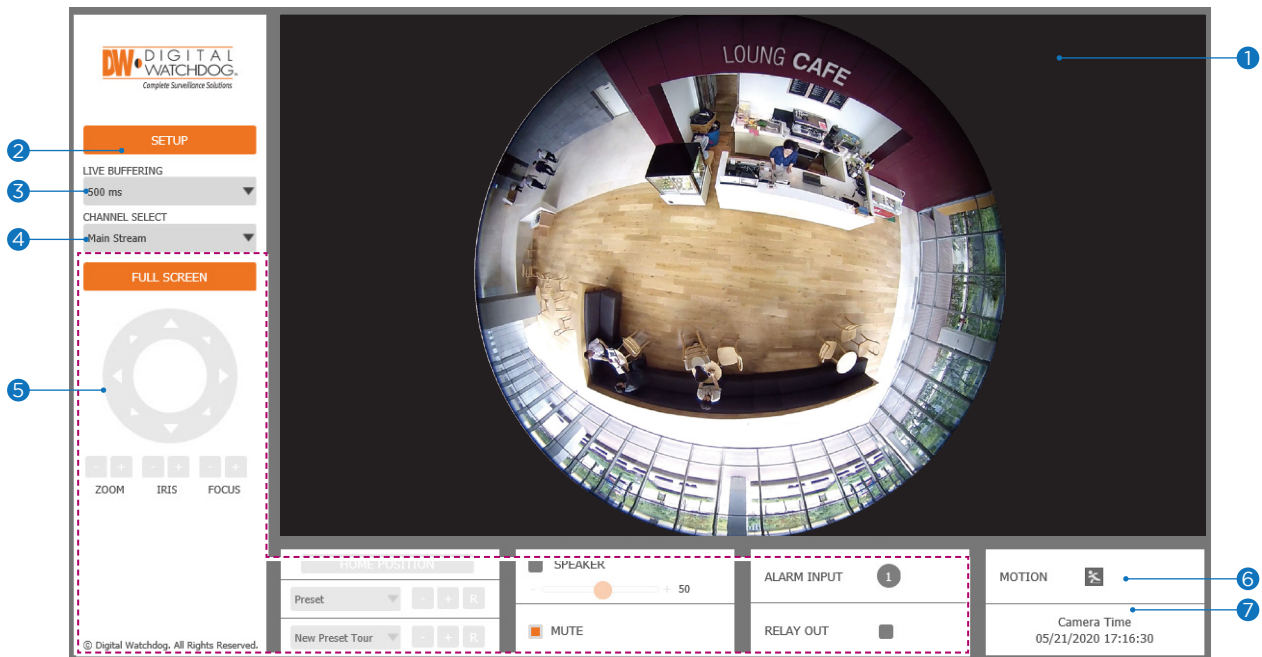 DW DIGITAL
WATCHDOG®
Complete Surveillance Solutions
SETUP
LIVE BUFFERING
500 ms
CHANNEL SELECT
Main Stream
FULL SCREEN
- + - + - +
ZOOM IRIS FOCUS
© Digital Watchdog. All Rights Reserved.
LOUNG CAFE
HOME POSITION
Preset - + R
New Preset Tour - + R
SPEAKER
- + 50
MUTE
ALARM INPUT 1
RELAY OUT
MOTION
Camera Time
05/21/2020 17:16:30
1
2
3
4
5
6
7